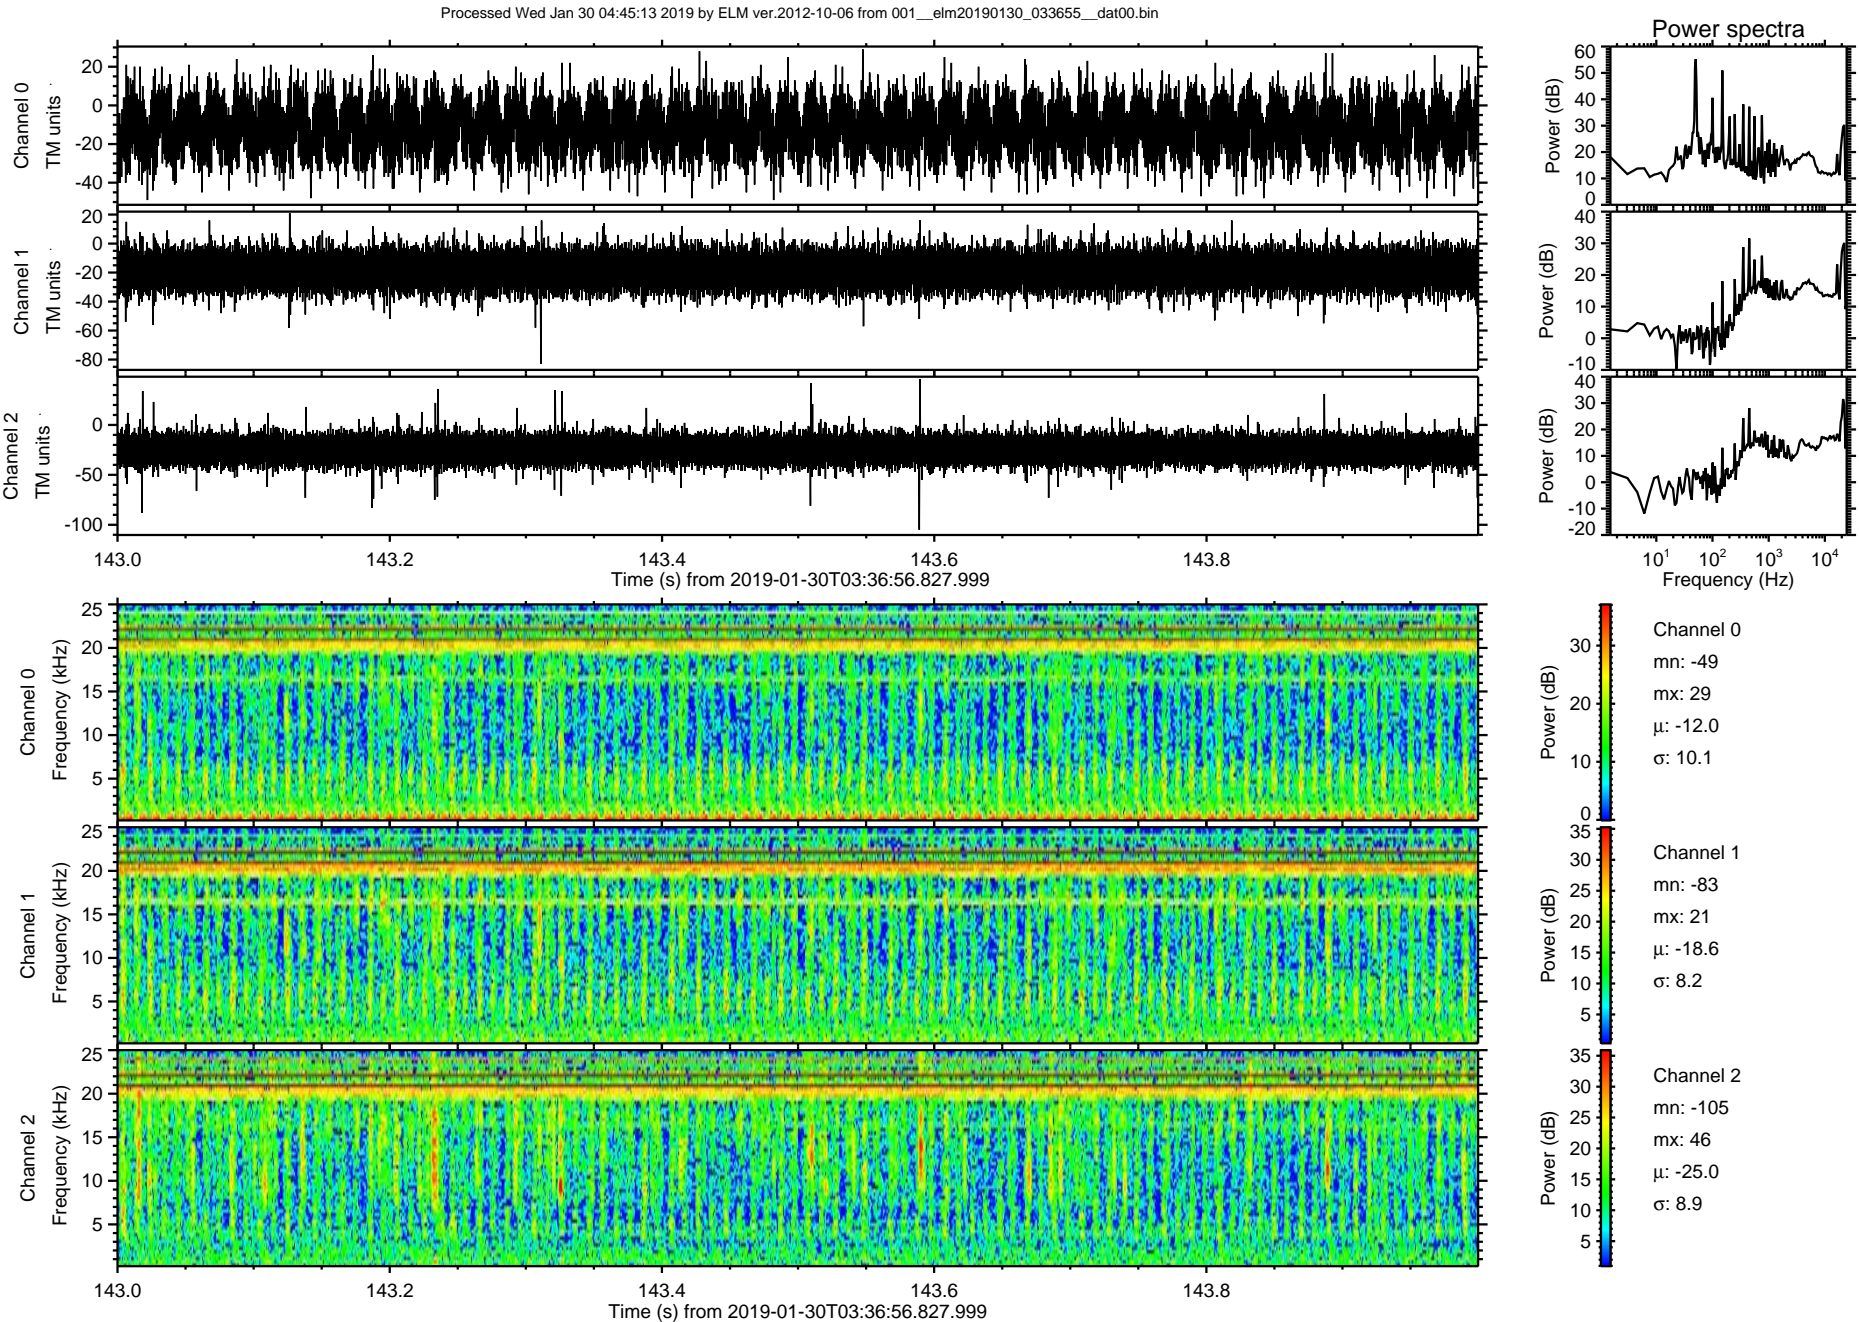 Processed Wed Jan 30 04:45:13 2019 by ELM ver.2012-10-06 from 001__elm20190130_033655__dat00.bin
Power spectra
Channel 0
TM units
20
0
-20
-40
Power (dB)
60
50
40
30
20
10
0
Channel 1
TM units
20
0
-20
-40
-60
-80
Power (dB)
40
30
20
10
0
-10
Channel 2
TM units
0
-50
-100
Power (dB)
40
30
20
10
0
-10
-20
143.0 143.2 143.4 143.6 143.8
Time (s) from 2019-01-30T03:36:56.827.999
10^1 10^2 10^3 10^4
Frequency (Hz)
Channel 0
Frequency (kHz)
25
20
15
10
5
Power (dB)
30
20
10
0
Channel 0
mn: -49
mx: 29
μ: -12.0
σ: 10.1
Channel 1
Frequency (kHz)
25
20
15
10
5
Power (dB)
35
30
25
20
15
10
5
Channel 1
mn: -83
mx: 21
μ: -18.6
σ: 8.2
Channel 2
Frequency (kHz)
25
20
15
10
5
Power (dB)
35
30
25
20
15
10
5
Channel 2
mn: -105
mx: 46
μ: -25.0
σ: 8.9
143.0 143.2 143.4 143.6 143.8
Time (s) from 2019-01-30T03:36:56.827.999